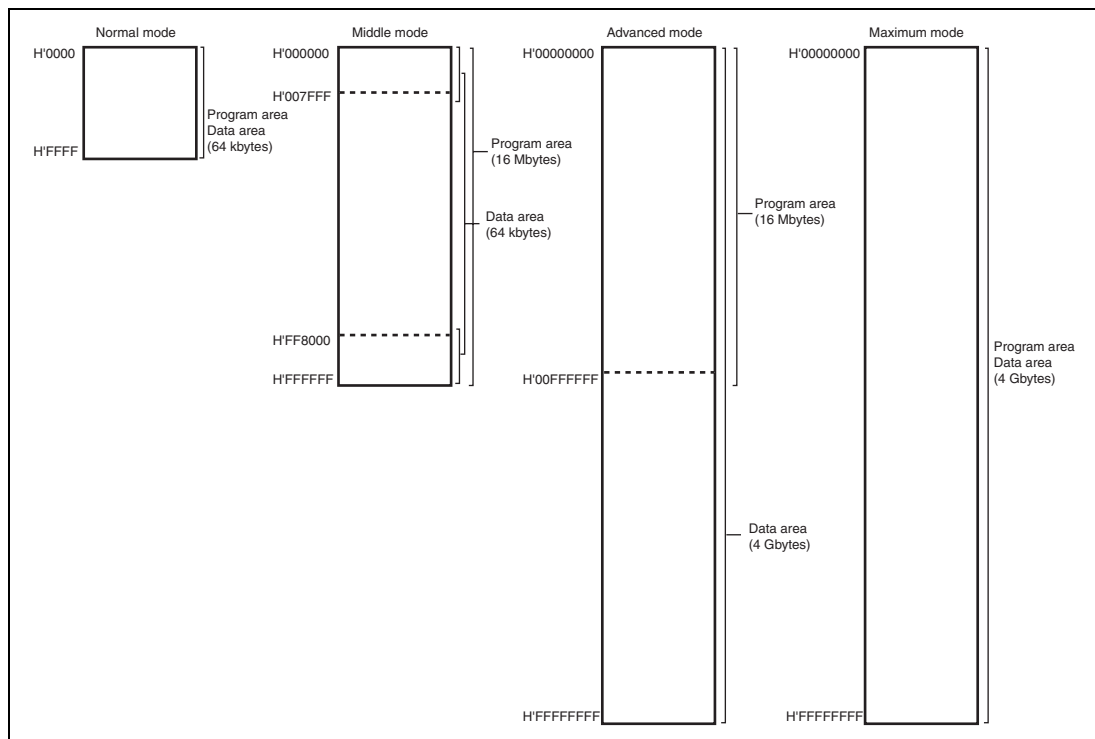 Normal mode
H'0000
H'FFFF
Program area
Data area
(64 kbytes)
Middle mode
H'000000
H'007FFF
H'FF8000
H'FFFFFF
Program area
(16 Mbytes)
Data area
(64 kbytes)
Advanced mode
H'00000000
H'00FFFFFF
H'FFFFFFFF
Program area
(16 Mbytes)
Data area
(4 Gbytes)
Maximum mode
H'00000000
H'FFFFFFFF
Program area
Data area
(4 Gbytes)